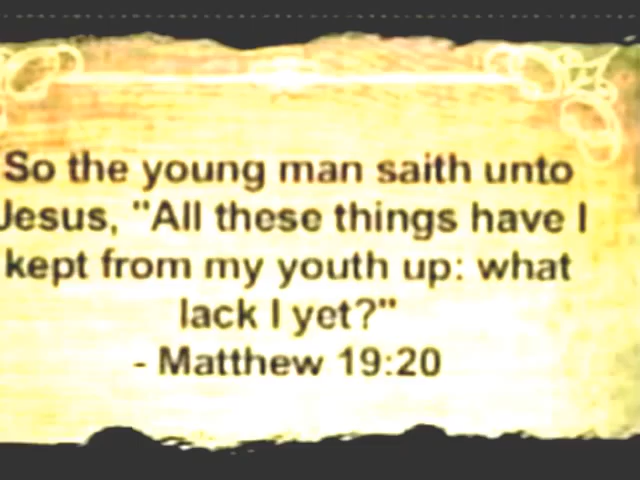 So the young man saith unto
Jesus, "All these things have I
kept from my youth up: what
lack I yet?"
- Matthew 19:20